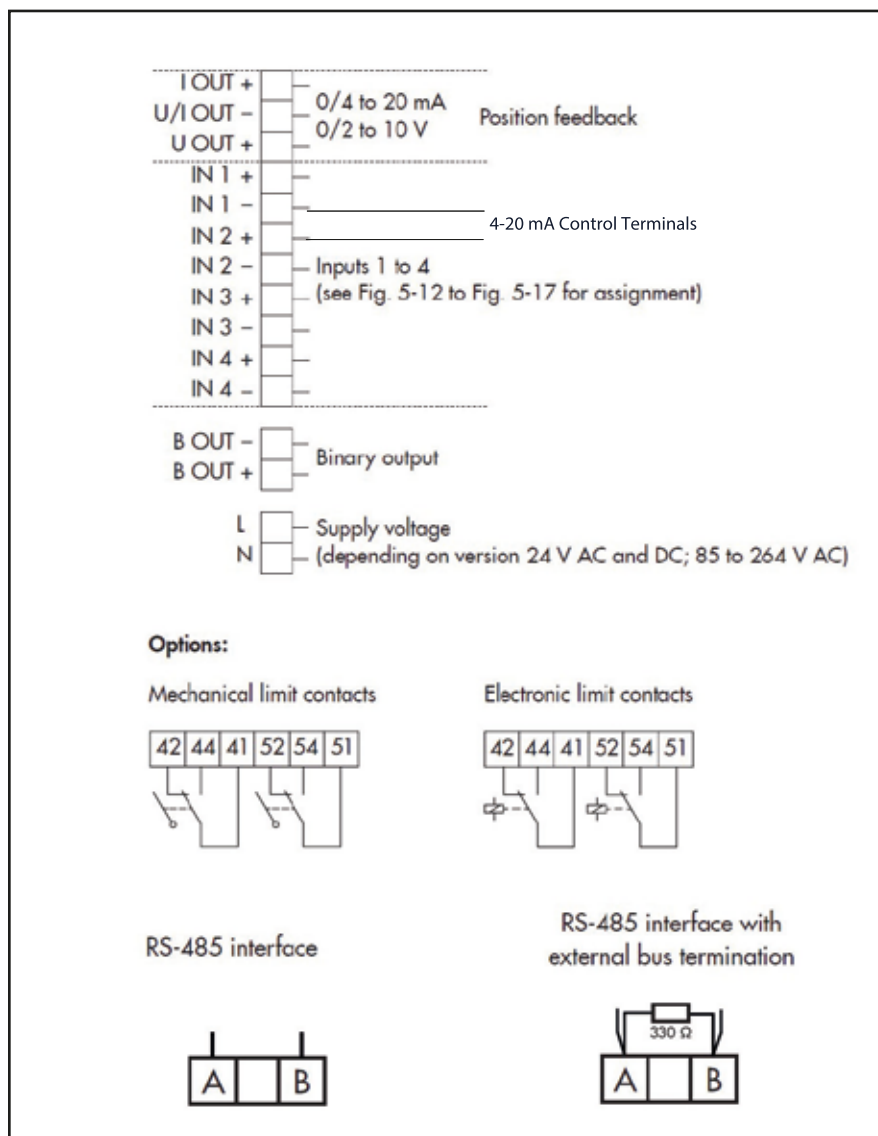 I OUT +
U/I OUT –
U OUT +
0/4 to 20 mA
0/2 to 10 V
Position feedback
IN 1 +
IN 1 –
IN 2 +
IN 2 –
IN 3 +
IN 3 –
IN 4 +
IN 4 –
4-20 mA Control Terminals
Inputs 1 to 4
(see Fig. 5-12 to Fig. 5-17 for assignment)
B OUT –
B OUT +
Binary output
L
N
Supply voltage
(depending on version 24 V AC and DC; 85 to 264 V AC)
Options:
Mechanical limit contacts
42 44 41 52 54 51
Electronic limit contacts
42 44 41 52 54 51
RS-485 interface
A B
RS-485 interface with
external bus termination
330 Ω
A B